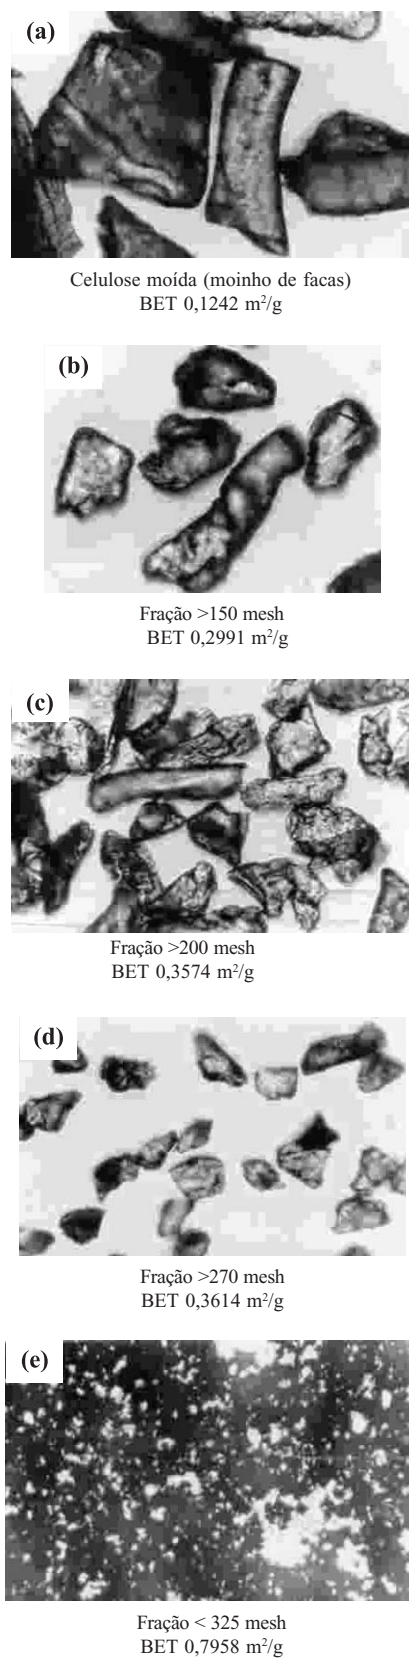 (a)
Celulose moída (moinho de facas)
BET 0,1242 m²/g
(b)
Fração >150 mesh
BET 0,2991 m²/g
(c)
Fração >200 mesh
BET 0,3574 m²/g
(d)
Fração >270 mesh
BET 0,3614 m²/g
(e)
Fração < 325 mesh
BET 0,7958 m²/g